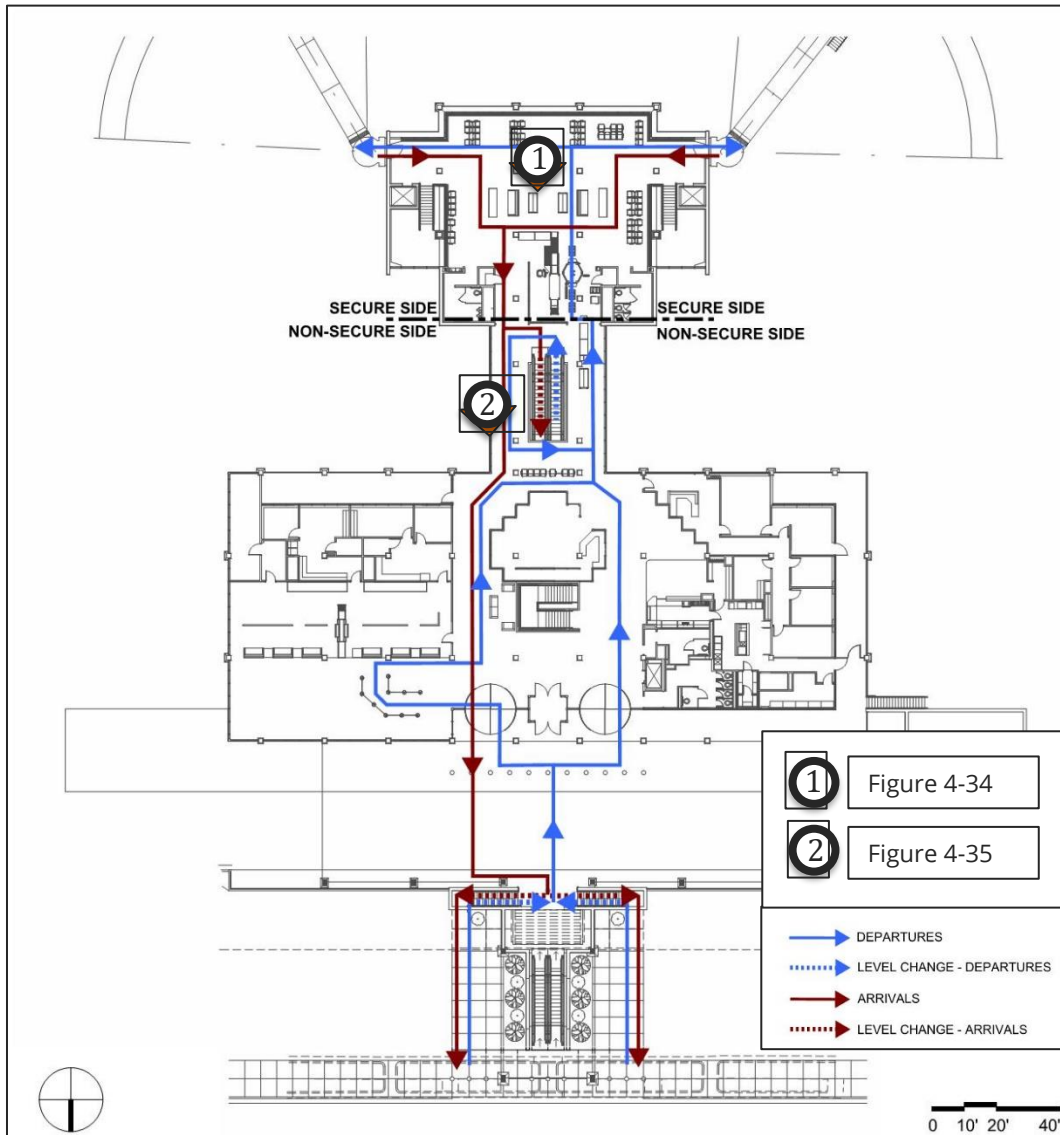 1
SECURE SIDE
SECURE SIDE
NON-SECURE SIDE
NON-SECURE SIDE
2
1 Figure 4-34
2 Figure 4-35
DEPARTURES
LEVEL CHANGE - DEPARTURES
ARRIVALS
LEVEL CHANGE - ARRIVALS
0 10' 20' 40'